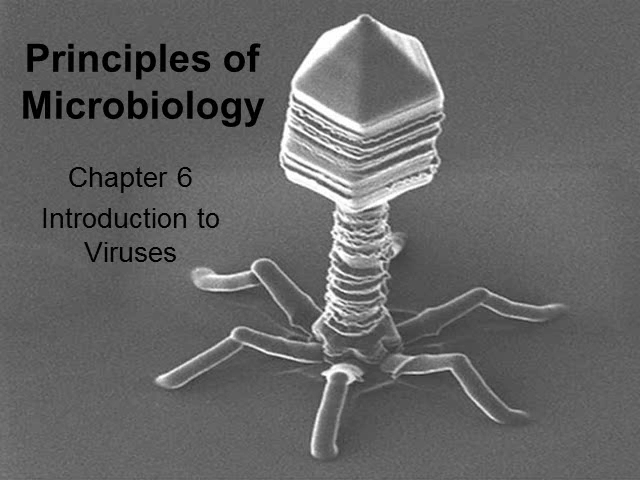 Principles of
Microbiology
Chapter 6
Introduction to
Viruses